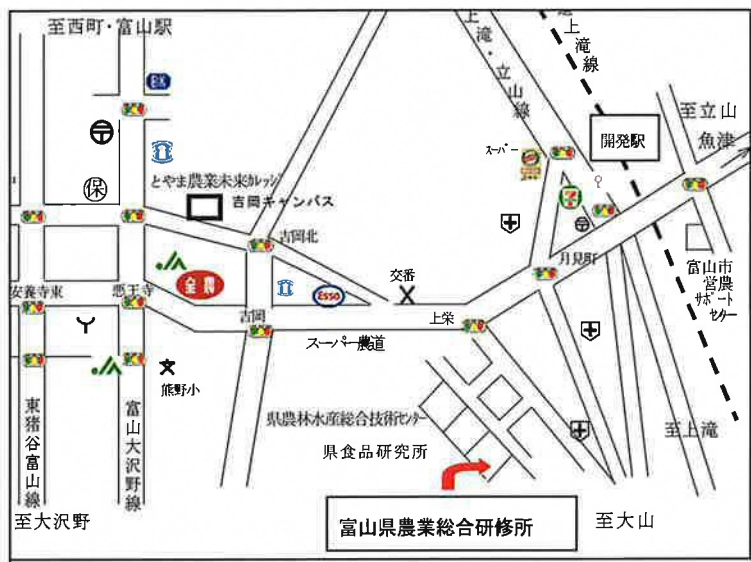 至西町・富山駅
上滝・立山線
上滝線
至立山
魚津
開発駅
スーパー
保
とやま農業未来カレッジ
吉岡キャンパス
吉岡北
月見町
富山市
営農
サポート
センター
交番
全農
Esso
安養寺東
悪王寺
吉岡
上栄
スーパー農道
熊野小
東猪谷富山線
富山大沢野線
県農林水産総合技術センター
県食品研究所
至上滝
至大沢野
富山県農業総合研修所
至大山